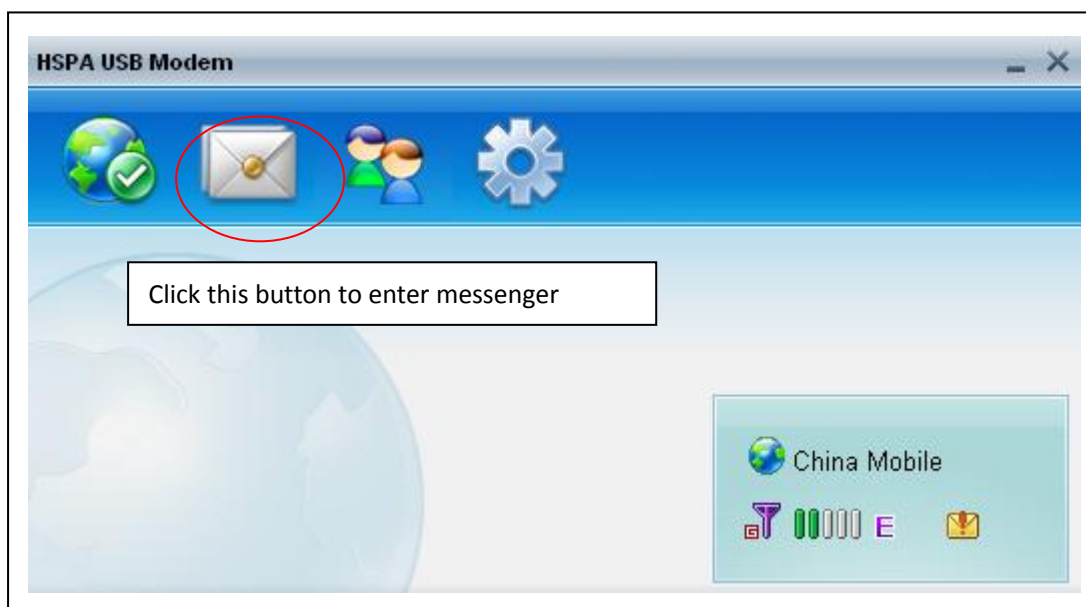 HSPA USB Modem
Click this button to enter messenger
China Mobile
G E